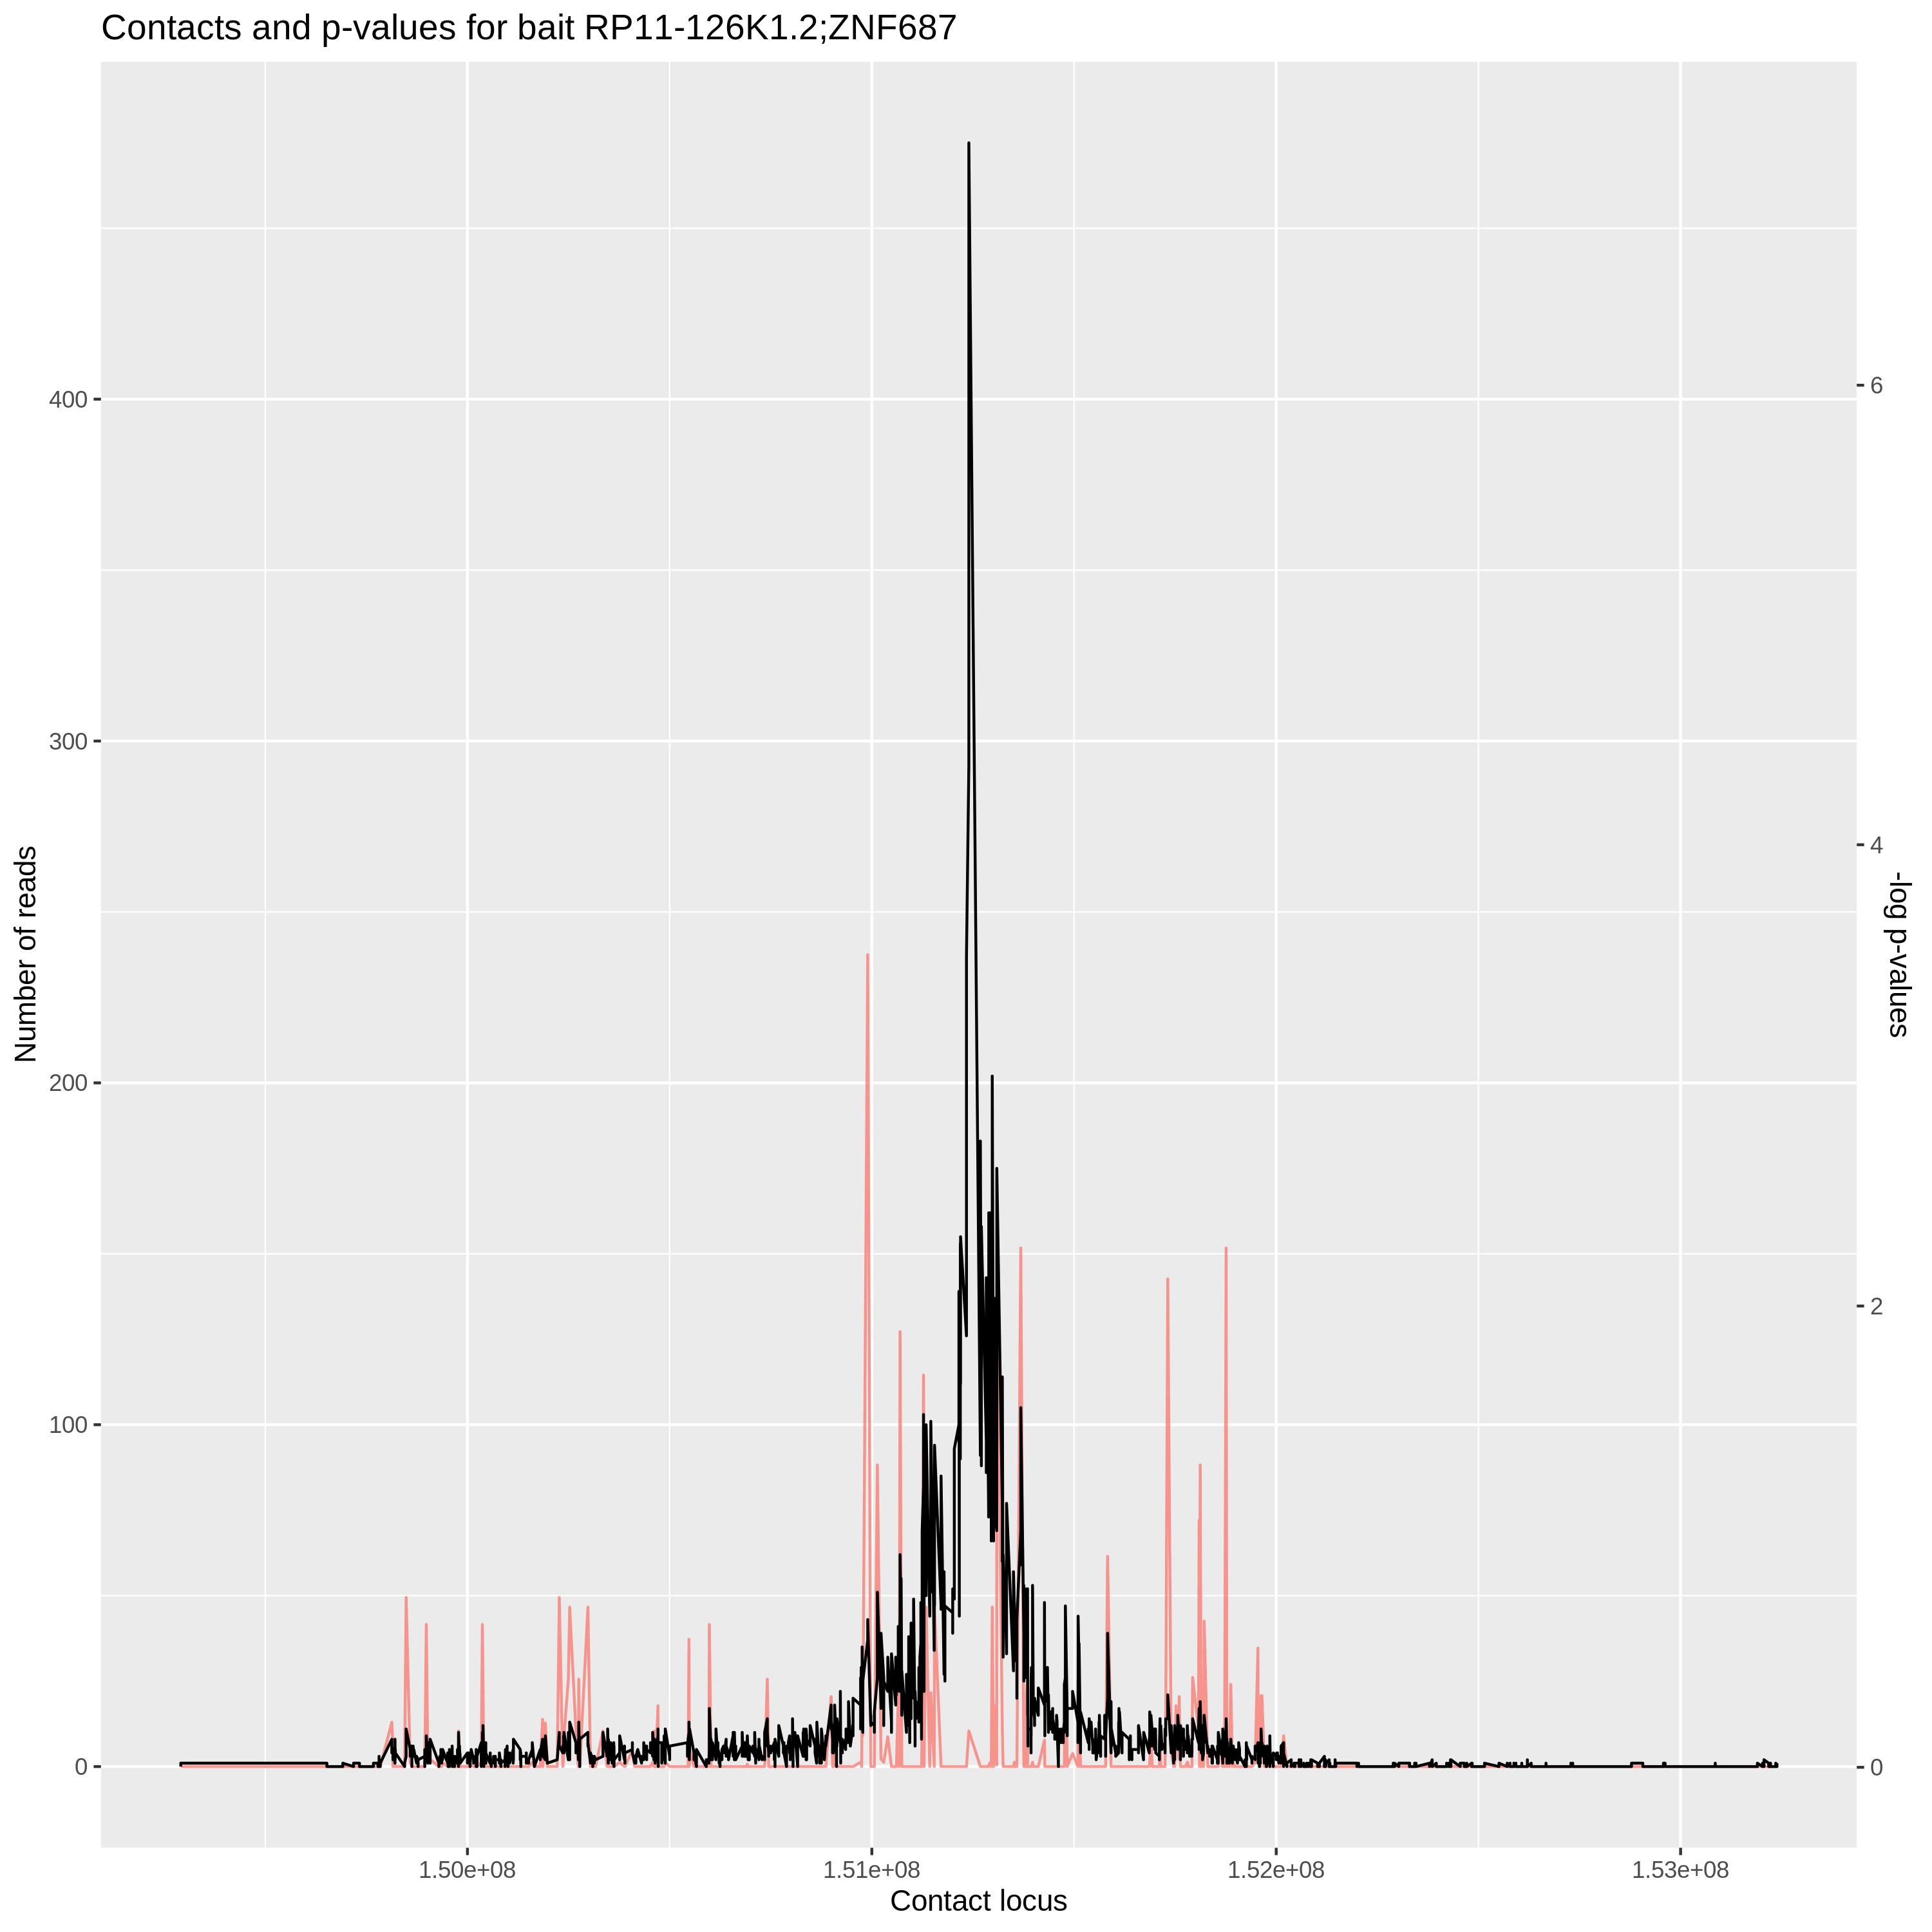 Contacts and p-values for bait RP11-126K1.2;ZNF687
Number of reads
400
300
200
100
0
6
4
2
0
-log p-values
1.50e+08 1.51e+08 1.52e+08 1.53e+08
Contact locus